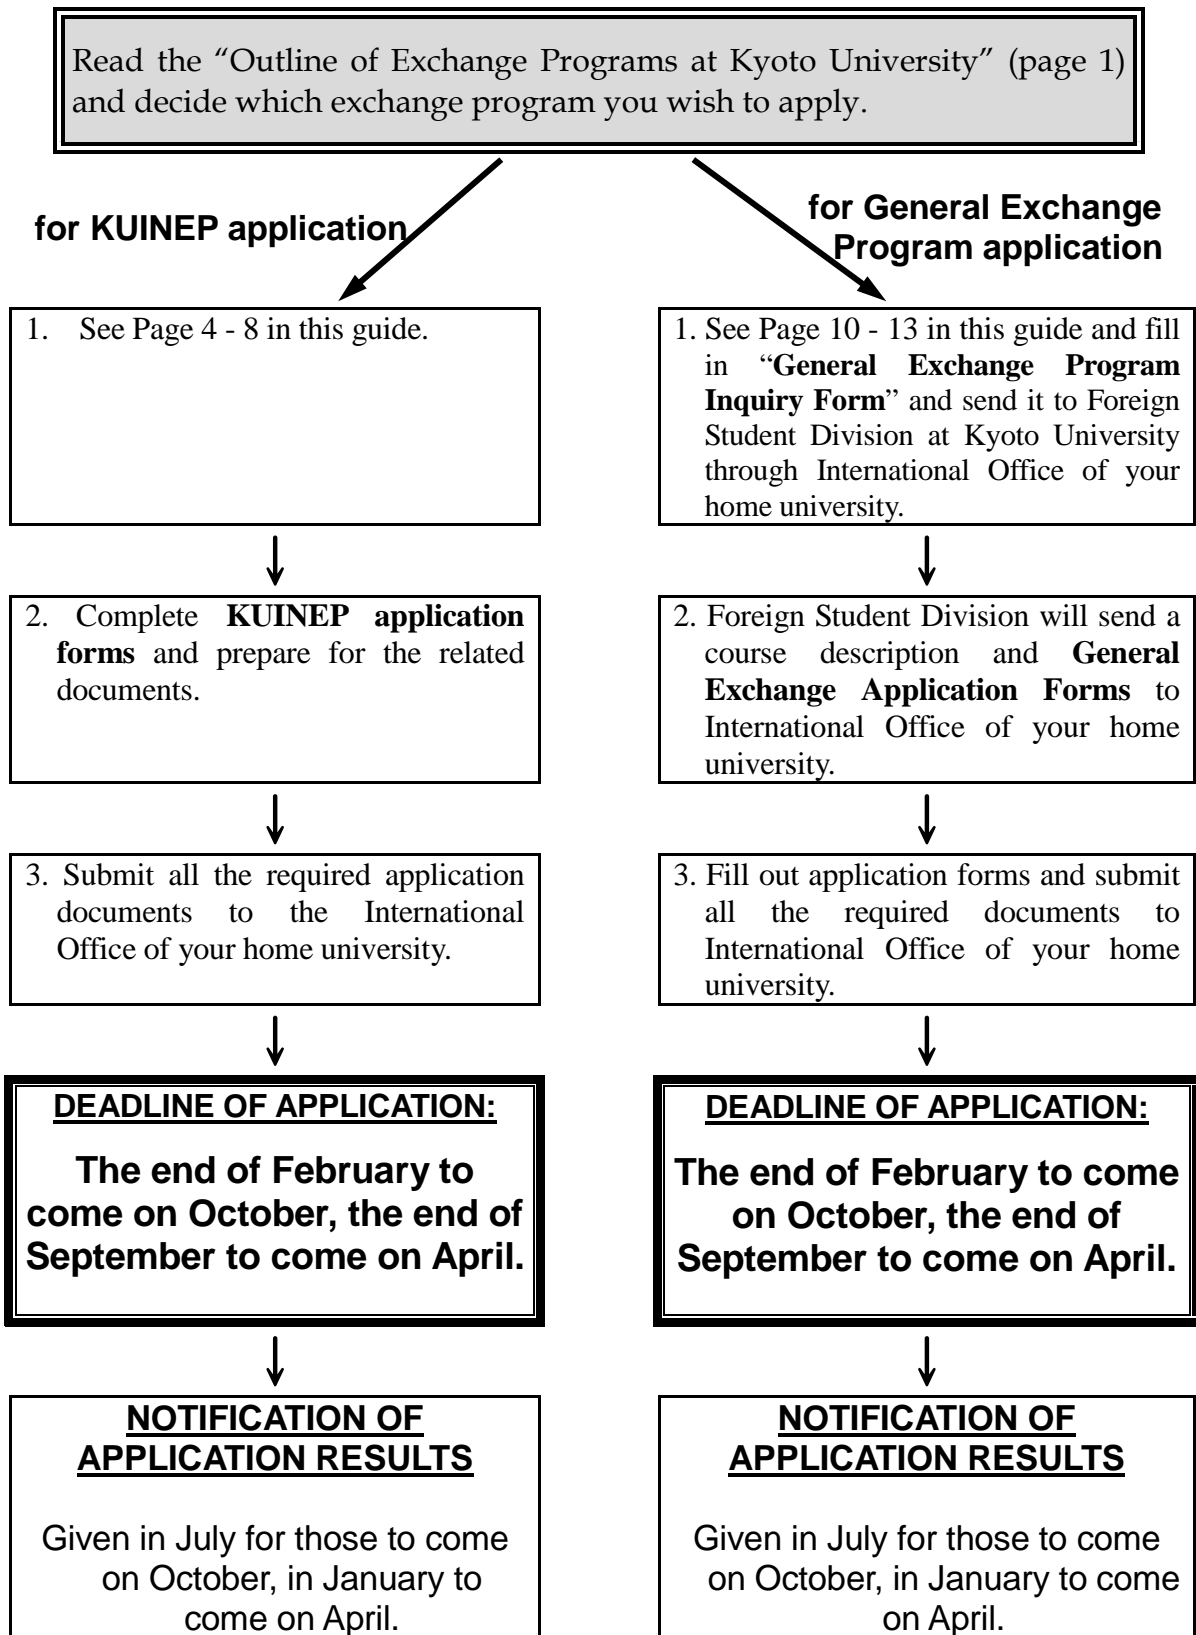 Read the “Outline of Exchange Programs at Kyoto University” (page 1)
and decide which exchange program you wish to apply.
for KUINEP application
1. See Page 4 - 8 in this guide.
2. Complete KUINEP application
forms and prepare for the related
documents.
3. Submit all the required application
documents to the International
Office of your home university.
DEADLINE OF APPLICATION:
The end of February to
come on October, the end of
September to come on April.
NOTIFICATION OF
APPLICATION RESULTS
Given in July for those to come
on October, in January to
come on April.
for General Exchange
Program application
1. See Page 10 - 13 in this guide and fill
in “General Exchange Program
Inquiry Form” and send it to Foreign
Student Division at Kyoto University
through International Office of your
home university.
2. Foreign Student Division will send a
course description and General
Exchange Application Forms to
International Office of your home
university.
3. Fill out application forms and submit
all the required documents to
International Office of your home
university.
DEADLINE OF APPLICATION:
The end of February to come
on October, the end of
September to come on April.
NOTIFICATION OF
APPLICATION RESULTS
Given in July for those to come
on October, in January to come
on April.